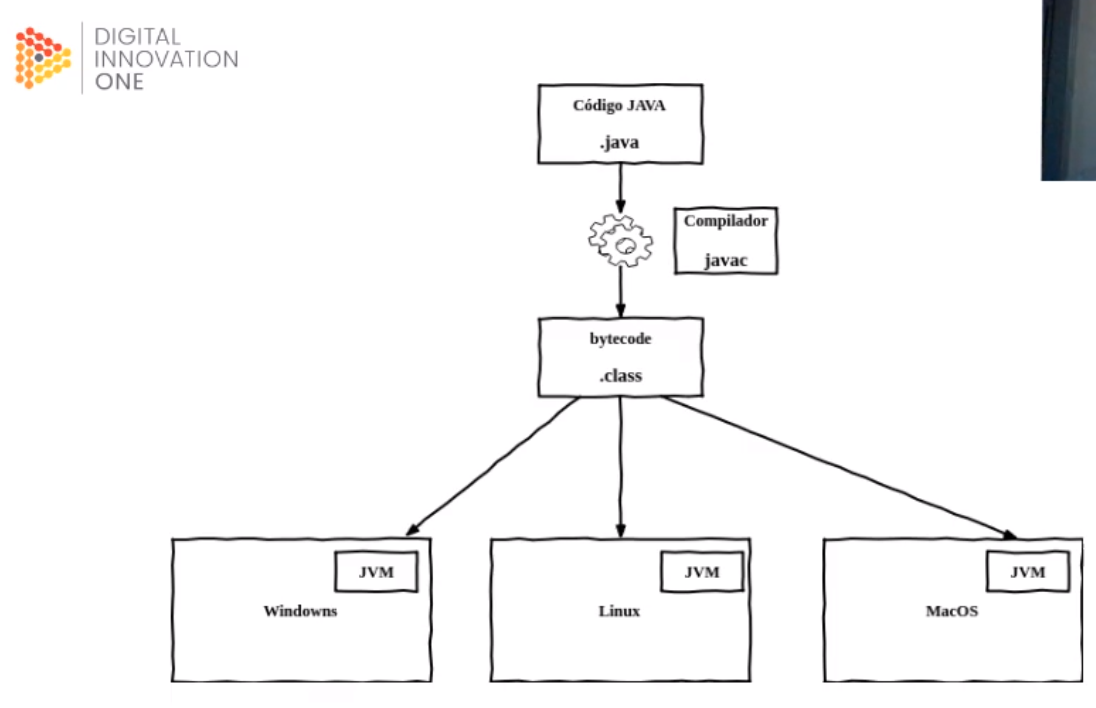 DIGITAL
INNOVATION
ONE
Código JAVA
.java
Compilador
javac
bytecode
.class
JVM
Windowns
JVM
Linux
JVM
MacOS